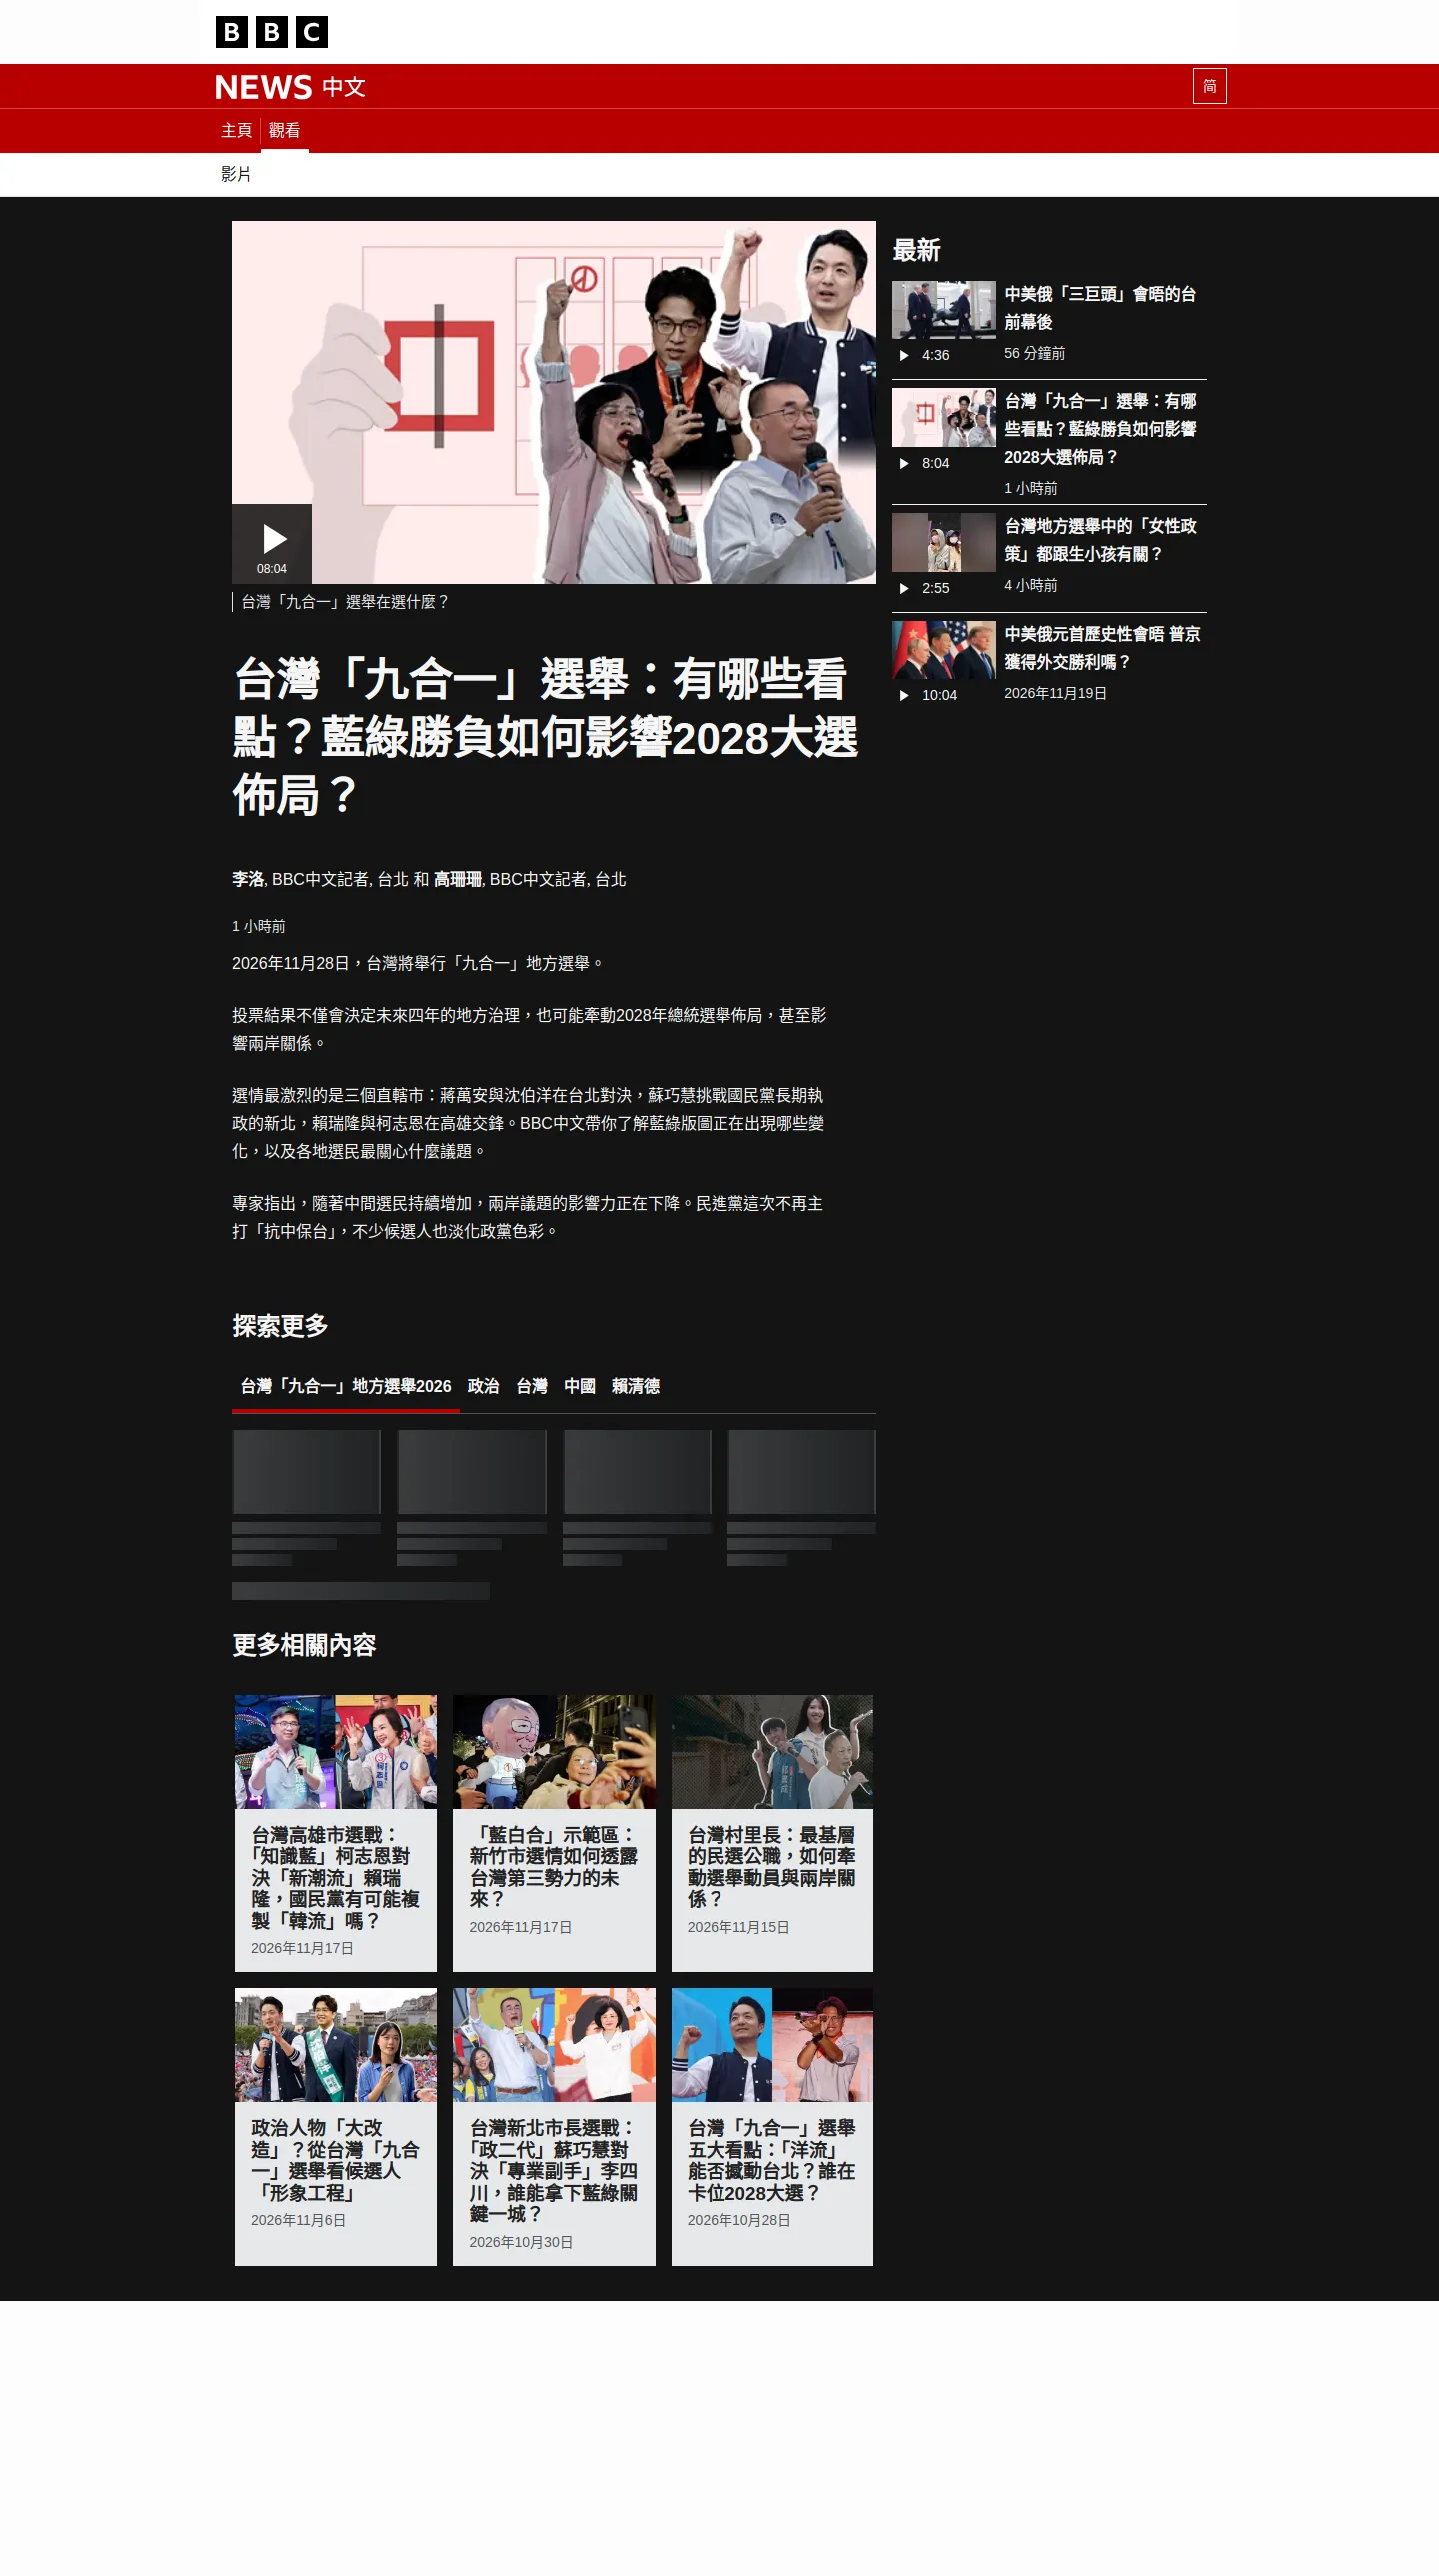 BBC
NEWS 中文
简
主頁
觀看
影片
08:04
台灣「九合一」選舉在選什麼？
台灣「九合一」選舉：有哪些看
點？藍綠勝負如何影響2028大選
佈局？
李洛, BBC中文記者, 台北 和 高珊珊, BBC中文記者, 台北
1 小時前
2026年11月28日，台灣將舉行「九合一」地方選舉。
投票結果不僅會決定未來四年的地方治理，也可能牽動2028年總統選舉佈局，甚至影
響兩岸關係。
選情最激烈的是三個直轄市：蔣萬安與沈伯洋在台北對決，蘇巧慧挑戰國民黨長期執
政的新北，賴瑞隆與柯志恩在高雄交鋒。BBC中文帶你了解藍綠版圖正在出現哪些變
化，以及各地選民最關心什麼議題。
專家指出，隨著中間選民持續增加，兩岸議題的影響力正在下降。民進黨這次不再主
打「抗中保台」，不少候選人也淡化政黨色彩。
最新
中美俄「三巨頭」會晤的台
前幕後
4:36
56 分鐘前
台灣「九合一」選舉：有哪
些看點？藍綠勝負如何影響
2028大選佈局？
8:04
1 小時前
台灣地方選舉中的「女性政
策」都跟生小孩有關？
2:55
4 小時前
中美俄元首歷史性會晤 普京
獲得外交勝利嗎？
10:04
2026年11月19日
探索更多
台灣「九合一」地方選舉2026
政治
台灣
中國
賴清德
更多相關內容
台灣高雄市選戰：
「知識藍」柯志恩對
決「新潮流」賴瑞
隆，國民黨有可能複
製「韓流」嗎？
2026年11月17日
「藍白合」示範區：
新竹市選情如何透露
台灣第三勢力的未
來？
2026年11月17日
台灣村里長：最基層
的民選公職，如何牽
動選舉動員與兩岸關
係？
2026年11月15日
政治人物「大改
造」？從台灣「九合
一」選舉看候選人
「形象工程」
2026年11月6日
台灣新北市長選戰：
「政二代」蘇巧慧對
決「專業副手」李四
川，誰能拿下藍綠關
鍵一城？
2026年10月30日
台灣「九合一」選舉
五大看點：「洋流」
能否撼動台北？誰在
卡位2028大選？
2026年10月28日